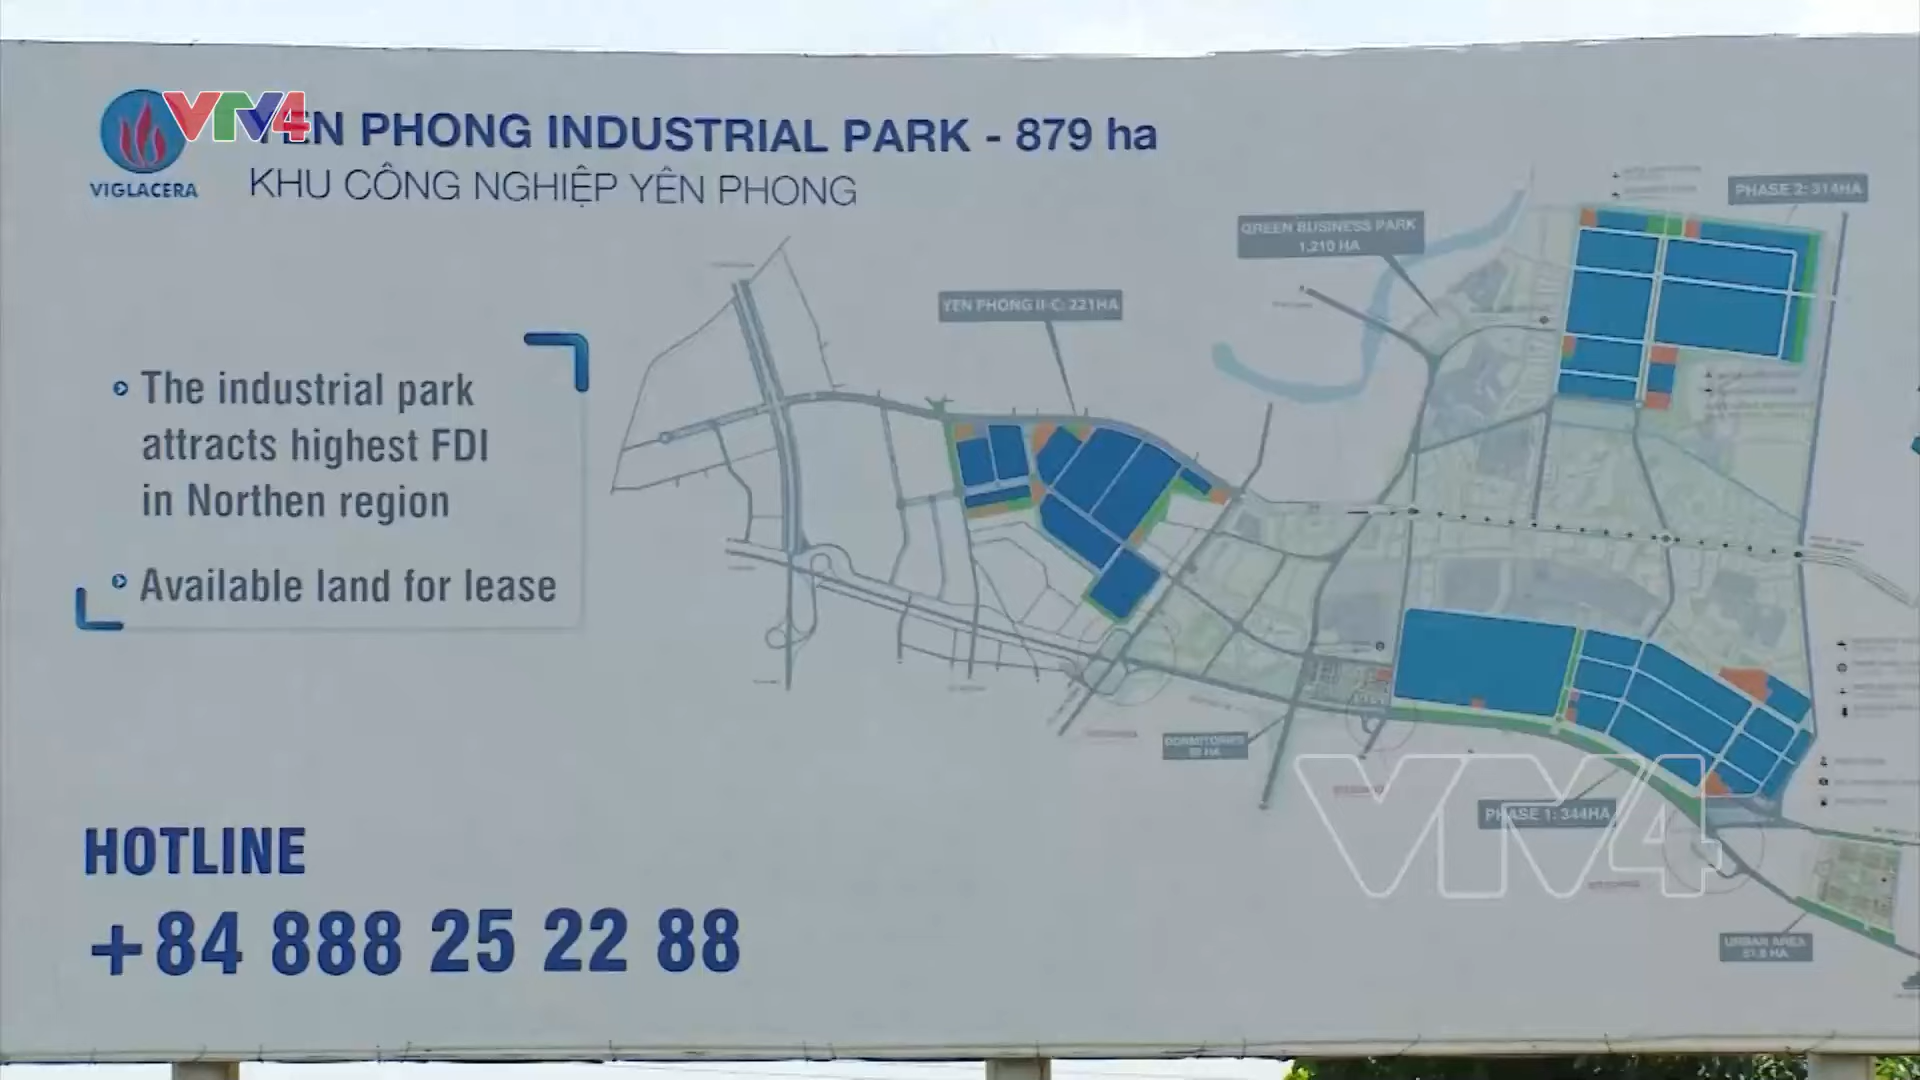 VTV4
YEN PHONG INDUSTRIAL PARK - 879 ha
VIGLACERA
KHU CÔNG NGHIỆP YÊN PHONG
The industrial park
attracts highest FDI
in Northen region
Available land for lease
HOTLINE
+84 888 25 22 88
YEN PHONG II-C: 221HA
GREEN BUSINESS PARK
1.210 HA
PHASE 2: 314HA
DORMITORIES
PHASE 1: 344HA
URBAN AREA
VTV4